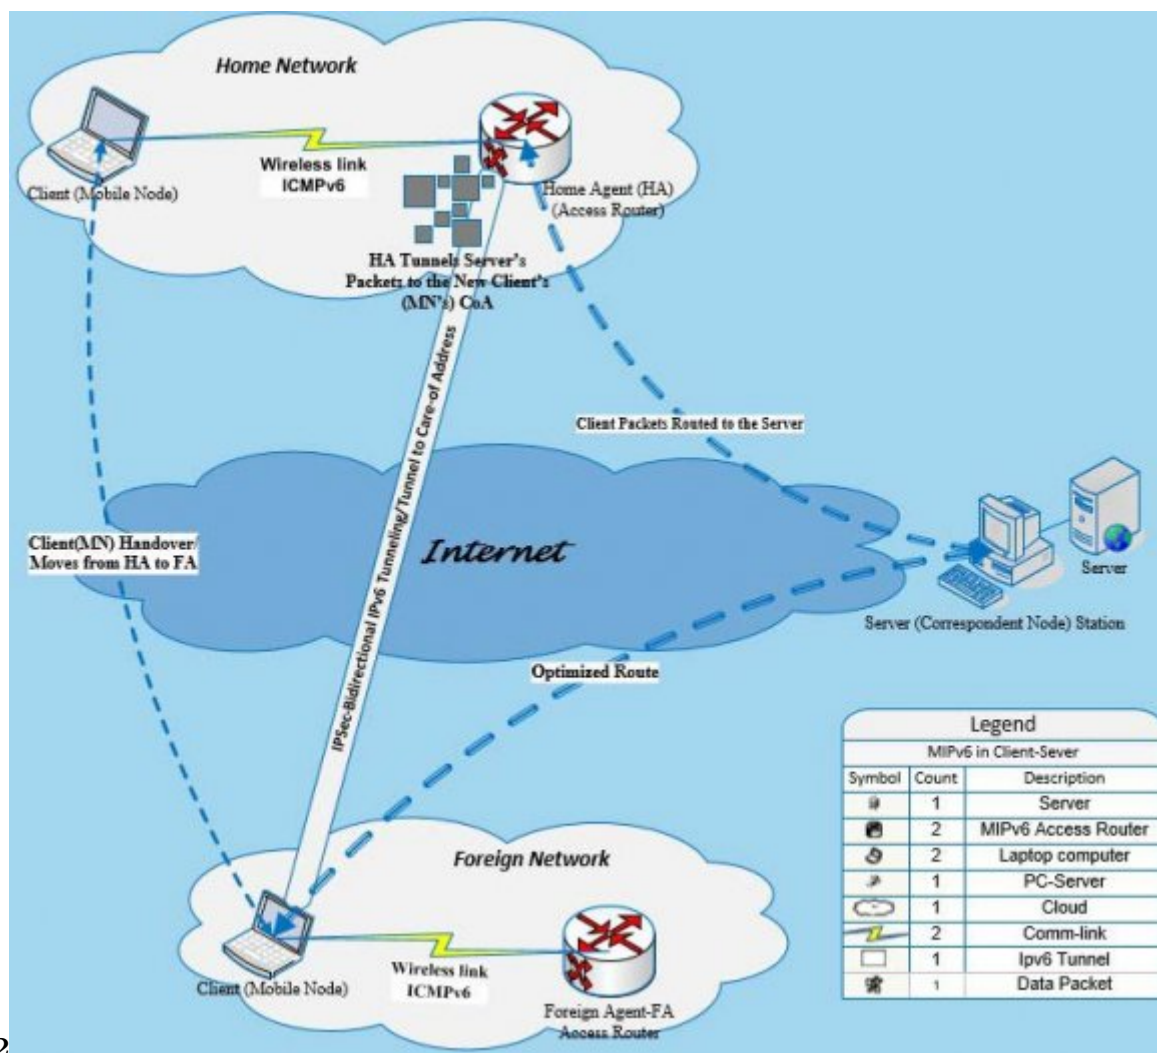 Home Network
Wireless link
ICMPv6
Client (Mobile Node)
Home Agent (HA)
(Access Router)
HA Tunnels Server's
Packets to the New Client's
(MN's) CoA
IPSec-Bidirectional IPv6 Tunneling/Tunnel to Care-of Address
Client Packets Routed to the Server
Client(MN) Handover/
Moves from HA to FA
Internet
Server
Server (Correspondent Node) Station
Optimized Route
Foreign Network
Wireless link
ICMPv6
Client (Mobile Node)
Foreign Agent-FA
Access Router
Legend
MIPv6 in Client-Sever
Symbol Count Description
1 Server
2 MIPv6 Access Router
2 Laptop computer
1 PC-Server
1 Cloud
2 Comm-link
1 Ipv6 Tunnel
1 Data Packet
2